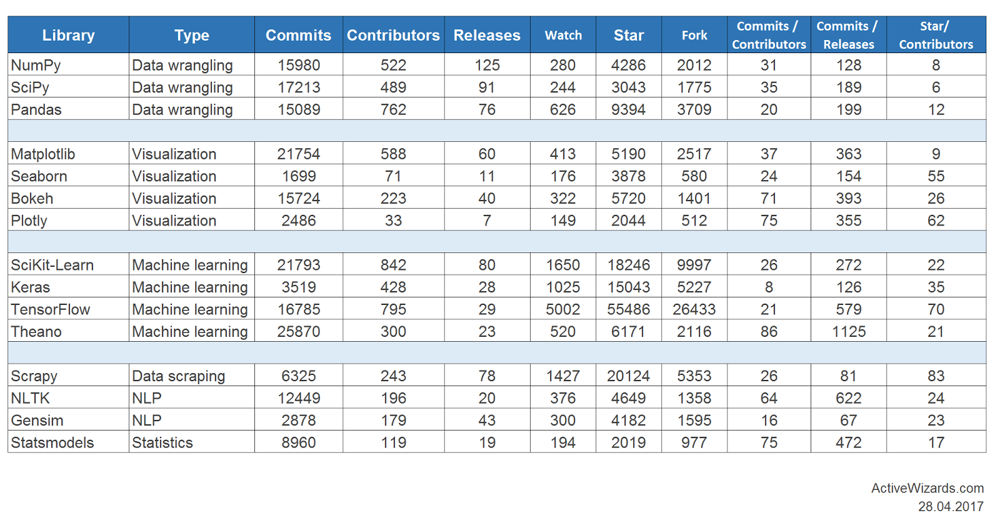 Library Type Commits Contributors Releases Watch Star Fork Commits / Contributors Commits / Releases Star/ Contributors
NumPy Data wrangling 15980 522 125 280 4286 2012 31 128 8
SciPy Data wrangling 17213 489 91 244 3043 1775 35 189 6
Pandas Data wrangling 15089 762 76 626 9394 3709 20 199 12
Matplotlib Visualization 21754 588 60 413 5190 2517 37 363 9
Seaborn Visualization 1699 71 11 176 3878 580 24 154 55
Bokeh Visualization 15724 223 40 322 5720 1401 71 393 26
Plotly Visualization 2486 33 7 149 2044 512 75 355 62
SciKit-Learn Machine learning 21793 842 80 1650 18246 9997 26 272 22
Keras Machine learning 3519 428 28 1025 15043 5227 8 126 35
TensorFlow Machine learning 16785 795 29 5002 55486 26433 21 579 70
Theano Machine learning 25870 300 23 520 6171 2116 86 1125 21
Scrapy Data scraping 6325 243 78 1427 20124 5353 26 81 83
NLTK NLP 12449 196 20 376 4649 1358 64 622 24
Gensim NLP 2878 179 43 300 4182 1595 16 67 23
Statsmodels Statistics 8960 119 19 194 2019 977 75 472 17
ActiveWizards.com
28.04.2017